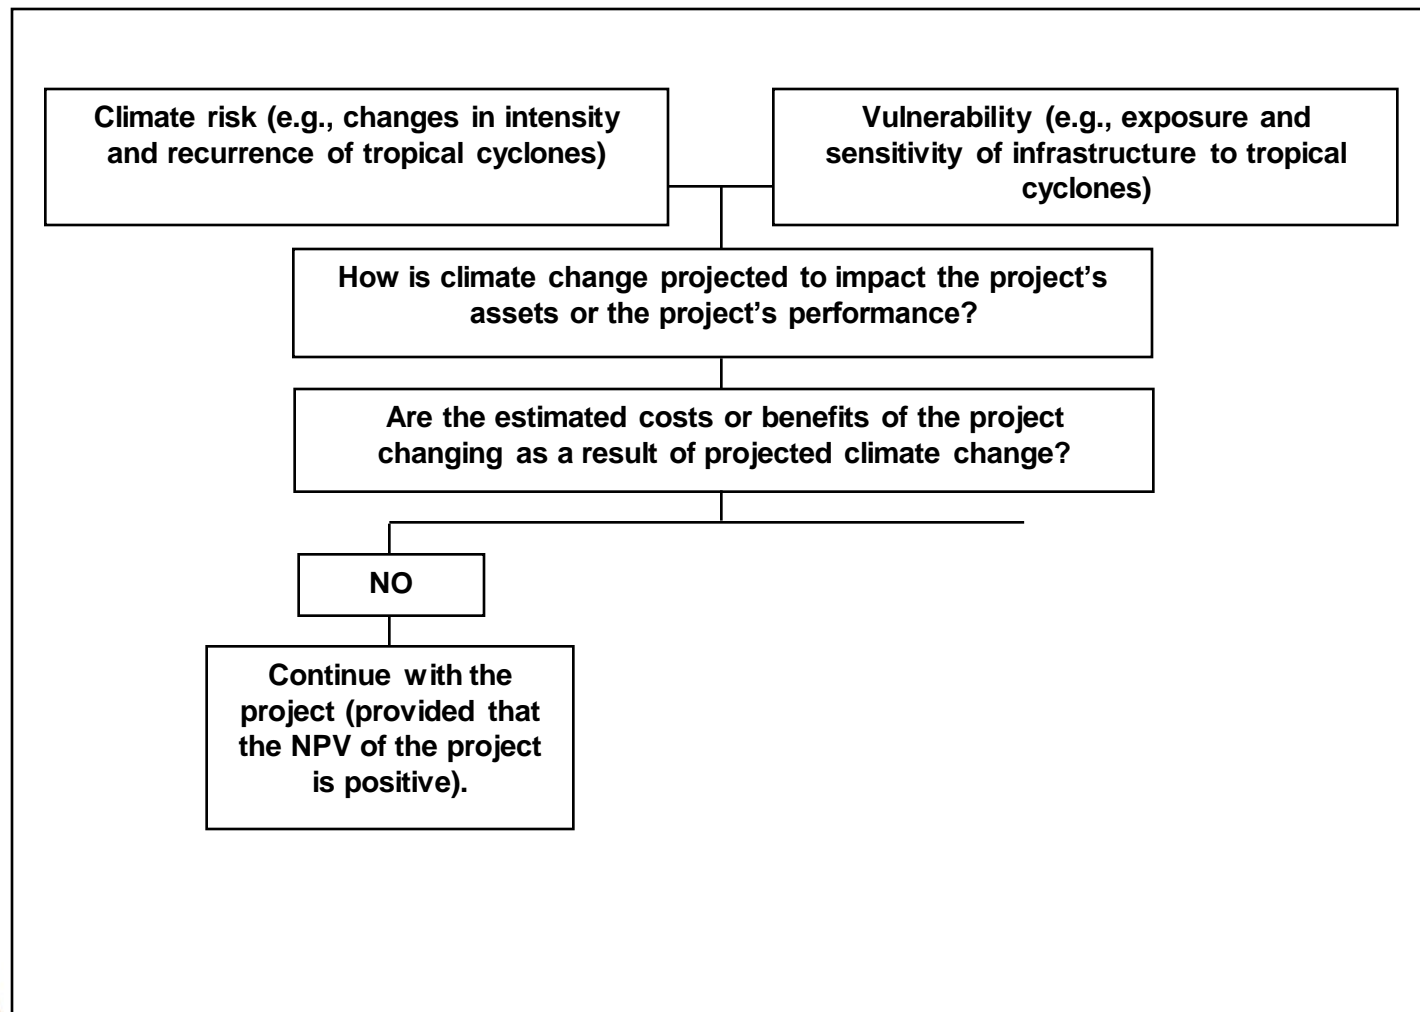 Climate risk (e.g., changes in intensity
and recurrence of tropical cyclones)
Vulnerability (e.g., exposure and
sensitivity of infrastructure to tropical
cyclones)
How is climate change projected to impact the project’s
assets or the project’s performance?
Are the estimated costs or benefits of the project
changing as a result of projected climate change?
NO
Continue with the
project (provided that
the NPV of the project
is positive).